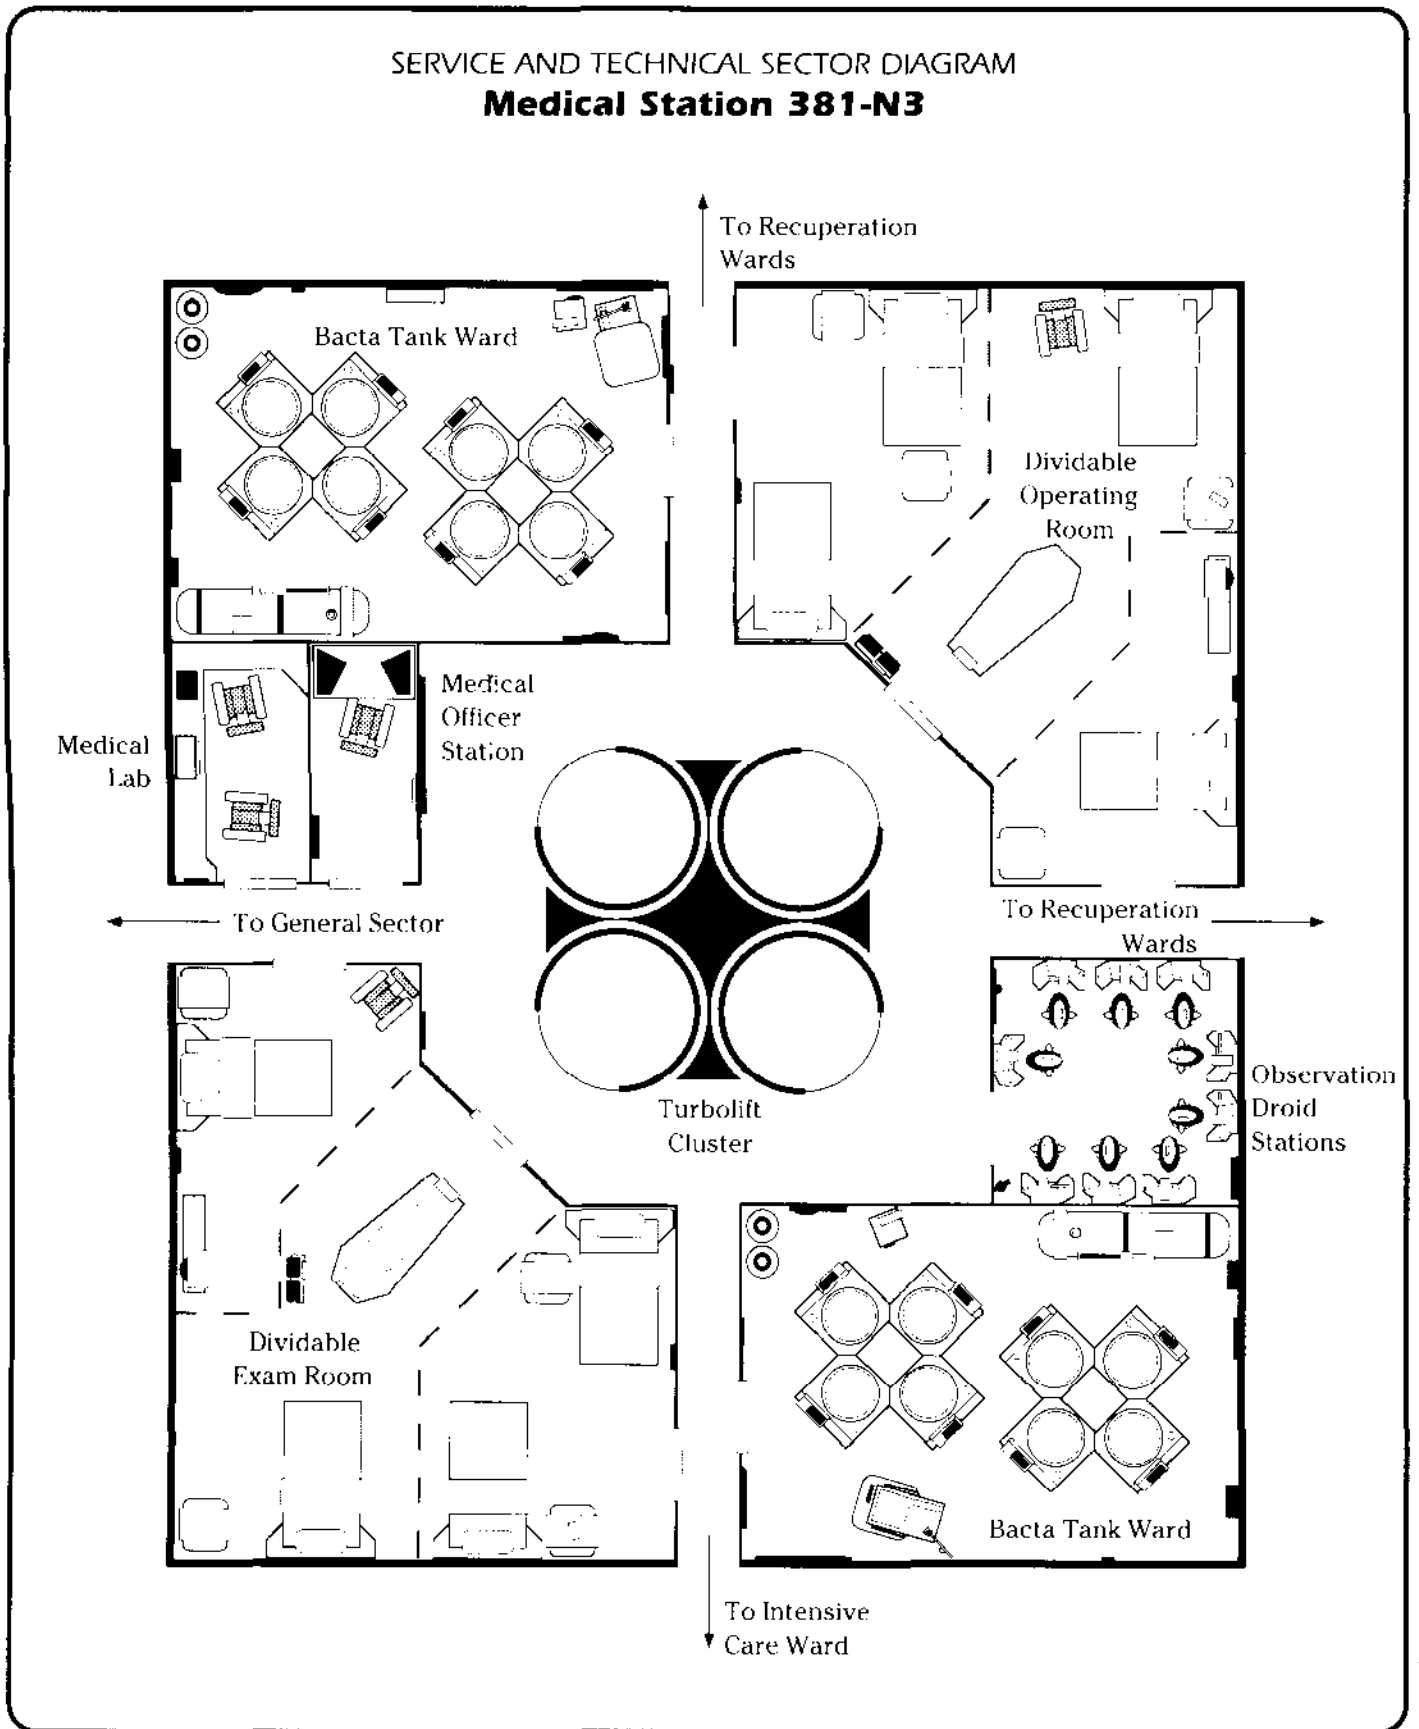 SERVICE AND TECHNICAL SECTOR DIAGRAM
Medical Station 381-N3
To Recuperation
Wards
Bacta Tank Ward
Dividable
Operating
Room
Medical
Officer
Station
Medical
Lab
To General Sector
To Recuperation
Wards
Turbolift
Cluster
Observation
Droid
Stations
Dividable
Exam Room
Bacta Tank Ward
To Intensive
Care Ward